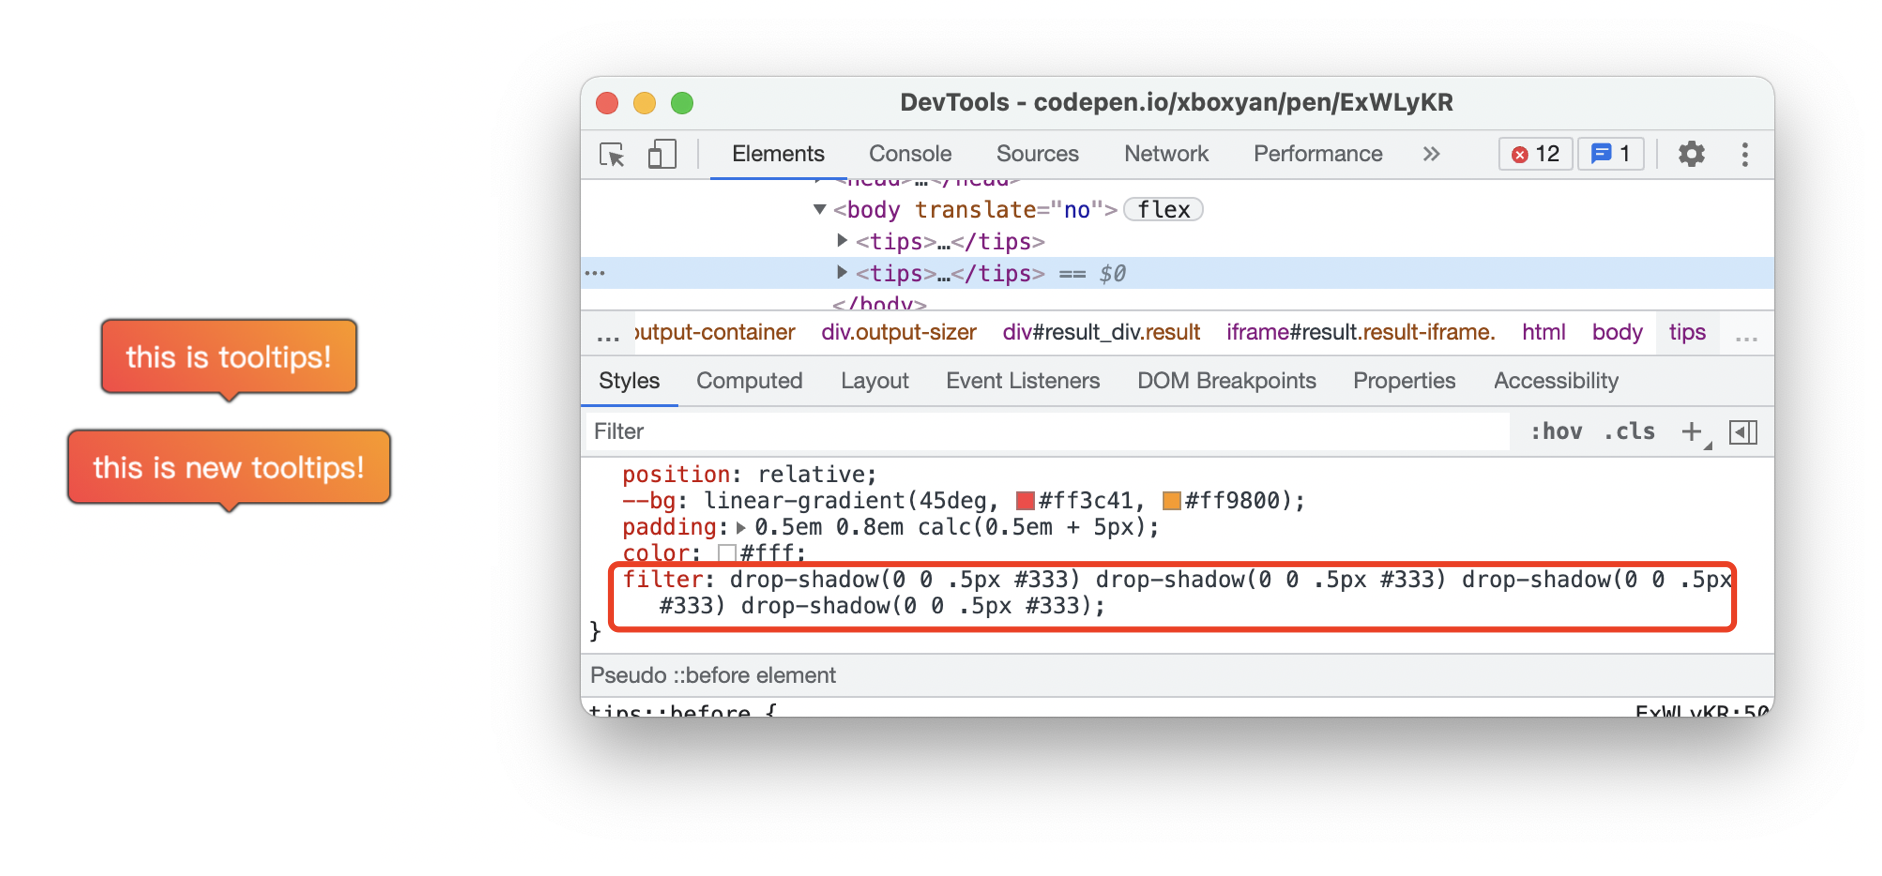 this is tooltips!
this is new tooltips!
DevTools - codepen.io/xboxyan/pen/ExWLyKR
Elements Console Sources Network Performance » 12 1
<head>…</head>
<body translate="no"> flex
<tips>…</tips>
… <tips>…</tips> == $0
</body>
… output-container div.output-sizer div#result_div.result iframe#result.result-iframe. html body tips …
Styles Computed Layout Event Listeners DOM Breakpoints Properties Accessibility
Filter :hov .cls +
position: relative;
--bg: linear-gradient(45deg, #ff3c41, #ff9800);
padding: 0.5em 0.8em calc(0.5em + 5px);
color: #fff;
filter: drop-shadow(0 0 .5px #333) drop-shadow(0 0 .5px #333) drop-shadow(0 0 .5px
#333) drop-shadow(0 0 .5px #333);
}
Pseudo ::before element
tips::before { ExWLyKR:50